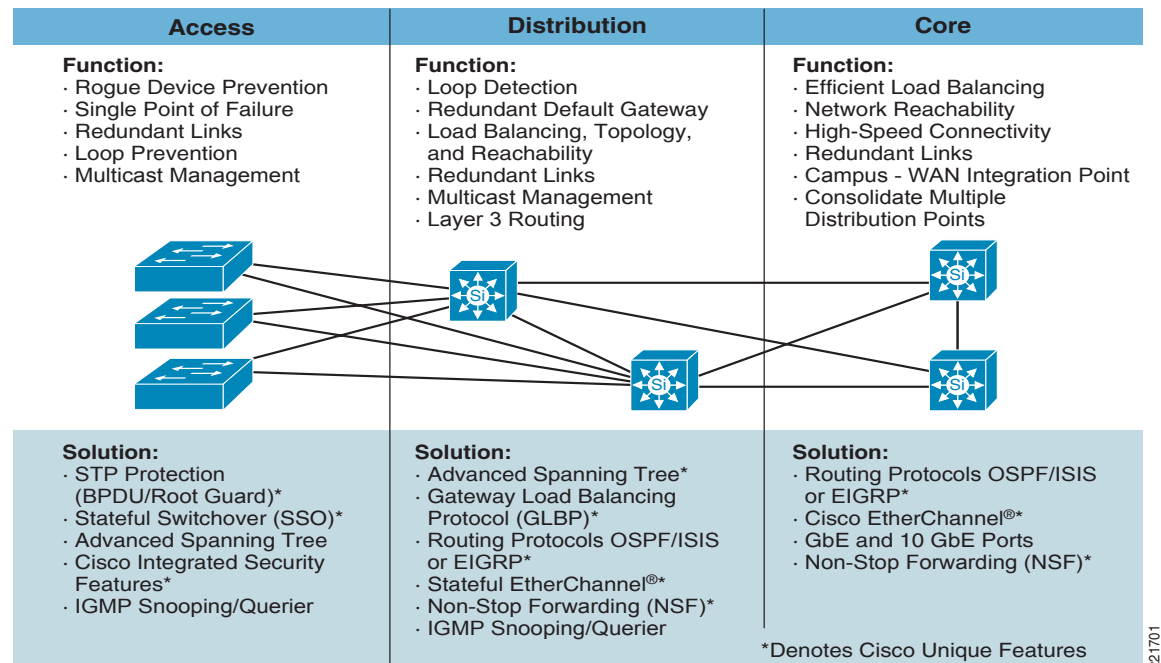 Access
Function:
· Rogue Device Prevention
· Single Point of Failure
· Redundant Links
· Loop Prevention
· Multicast Management
Distribution
Function:
· Loop Detection
· Redundant Default Gateway
· Load Balancing, Topology,
and Reachability
· Redundant Links
· Multicast Management
· Layer 3 Routing
Core
Function:
· Efficient Load Balancing
· Network Reachability
· High-Speed Connectivity
· Redundant Links
· Campus - WAN Integration Point
· Consolidate Multiple
Distribution Points
Si
Si
Si
Si
Solution:
· STP Protection
(BPDU/Root Guard)*
· Stateful Switchover (SSO)*
· Advanced Spanning Tree
· Cisco Integrated Security
Features*
· IGMP Snooping/Querier
Solution:
· Advanced Spanning Tree*
· Gateway Load Balancing
Protocol (GLBP)*
· Routing Protocols OSPF/ISIS
or EIGRP*
· Stateful EtherChannel®*
· Non-Stop Forwarding (NSF)*
· IGMP Snooping/Querier
Solution:
· Routing Protocols OSPF/ISIS
or EIGRP*
· Cisco EtherChannel®*
· GbE and 10 GbE Ports
· Non-Stop Forwarding (NSF)*
*Denotes Cisco Unique Features
21701